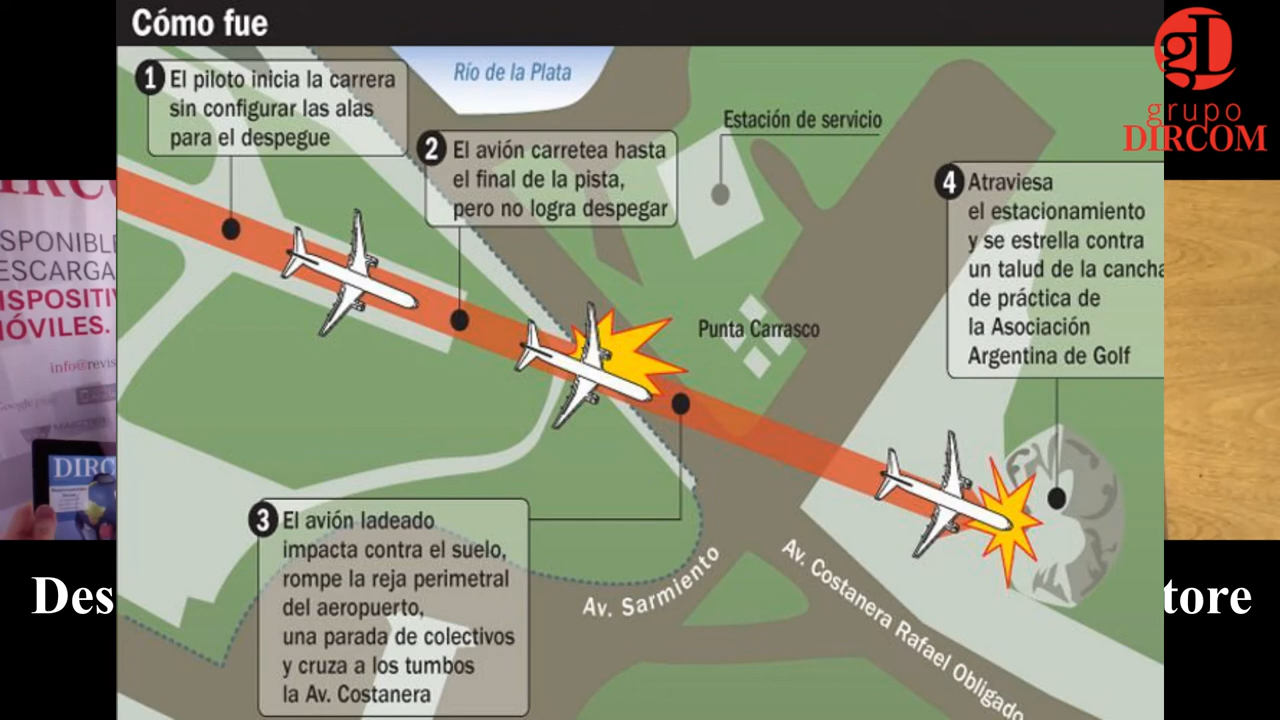 Cómo fue
1 El piloto inicia la carrera
sin configurar las alas
para el despegue
Río de la Plata
2 El avión carretea hasta
el final de la pista,
pero no logra despegar
Estación de servicio
4 Atraviesa
el estacionamiento
y se estrella contra
un talud de la cancha
de práctica de
la Asociación
Argentina de Golf
Punta Carrasco
3 El avión ladeado
impacta contra el suelo,
rompe la reja perimetral
del aeropuerto,
una parada de colectivos
y cruza a los tumbos
la Av. Costanera
Av. Sarmiento
Av. Costanera Rafael Obligado
gD
grupo
DIRCOM
MÓVILES.
DIRC
Des
tore